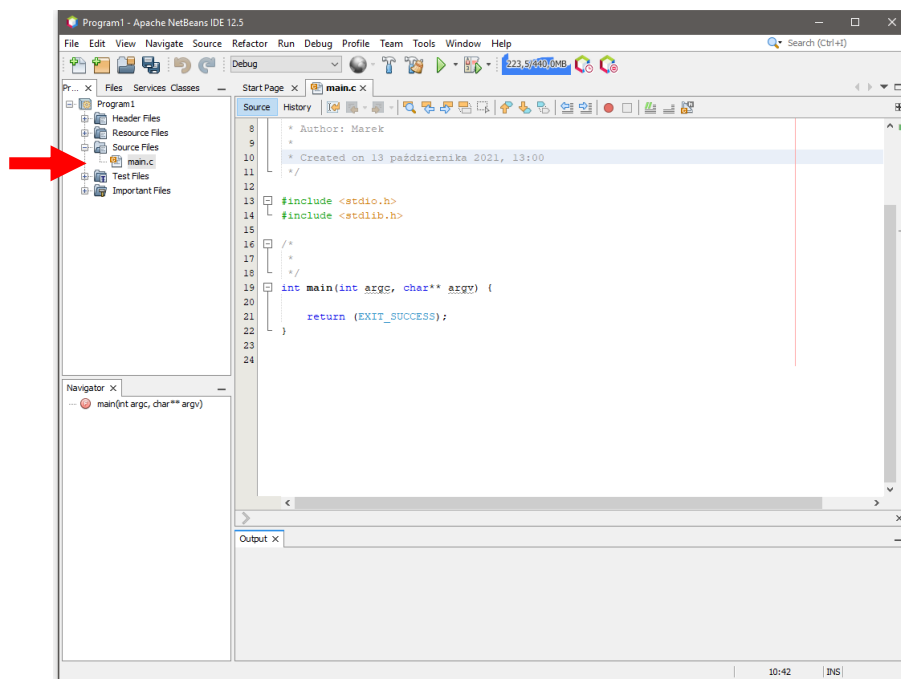 Program1 - Apache NetBeans IDE 12.5
File Edit View Navigate Source Refactor Run Debug Profile Team Tools Window Help
Search (Ctrl+I)
Debug
223,5/440,0MB
Pr... Files Services Classes
Program1
Header Files
Resource Files
Source Files
main.c
Test Files
Important Files
Start Page main.c
Source History
8 * Author: Marek
9 *
10 * Created on 13 października 2021, 13:00
11 */
12
13 #include <stdio.h>
14 #include <stdlib.h>
15
16 /*
17 *
18 */
19 int main(int argc, char** argv) {
20
21 return (EXIT_SUCCESS);
22 }
23
24
Navigator
main(int argc, char** argv)
Output
10:42 INS